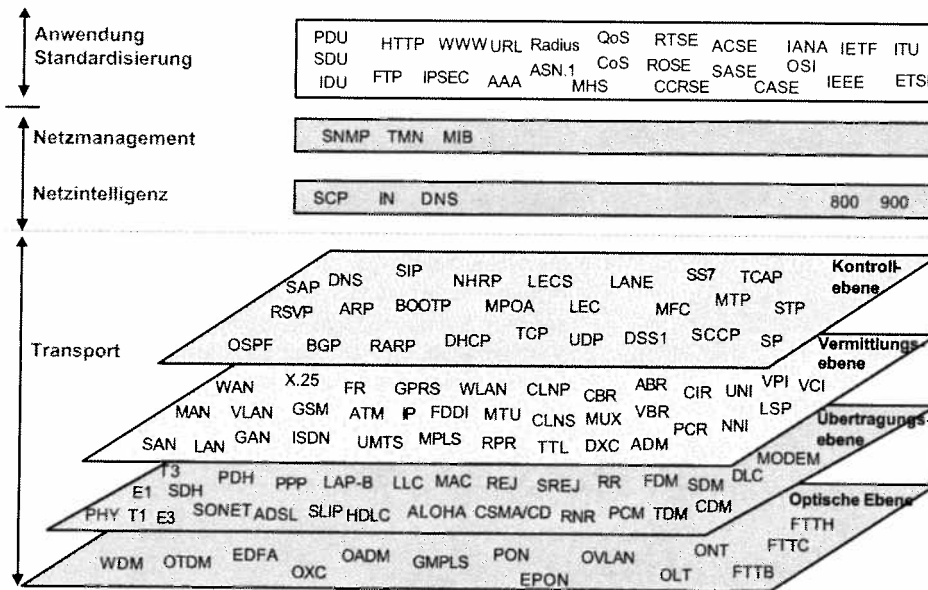 Anwendung
Standardisierung
PDU HTTP WWW URL Radius QoS RTSE ACSE IANA IETF ITU
SDU ASN.1 CoS ROSE SASE OSI
IDU FTP IPSEC AAA MHS CCRSE CASE IEEE ETSI
Netzmanagement
SNMP TMN MIB
Netzintelligenz
SCP IN DNS 800 900
Transport
Kontroll-
ebene
SAP DNS SIP NHRP LECS LANE SS7 TCAP
RSVP ARP BOOTP MPOA LEC MFC MTP STP
OSPF BGP RARP DHCP TCP UDP DSS1 SCCP SP
Vermittlungs-
ebene
WAN X.25 FR GPRS WLAN CLNP CBR ABR CIR UNI VPI VCI
MAN VLAN GSM ATM IP FDDI MTU CLNS MUX VBR PCR NNI LSP
SAN LAN GAN ISDN UMTS MPLS RPR TTL DXC ADM
Übertragungs-
ebene
T3 PDH PPP LAP-B LLC MAC REJ SREJ RR FDM SDM DLC MODEM
E1 SDH
PHY T1 E3 SONET ADSL SLIP HDLC ALOHA CSMA/CD RNR PCM TDM CDM
Optische Ebene
WDM OTDM EDFA OXC OADM GMPLS PON EPON OVLAN OLT ONT FTTB FTTC FTTH